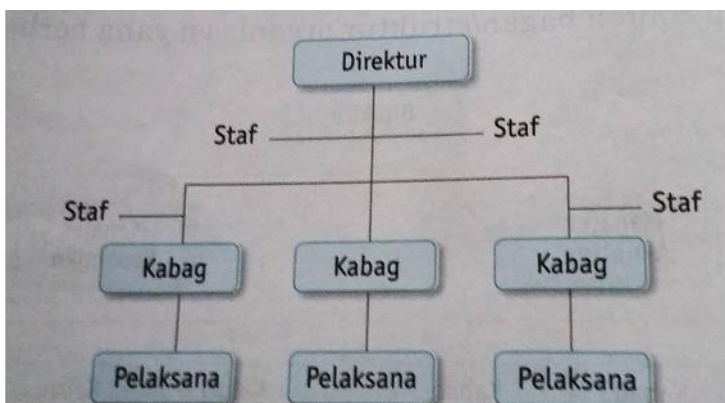 Direktur
Staf Staf
Staf Staf
Kabag Kabag Kabag
Pelaksana Pelaksana Pelaksana